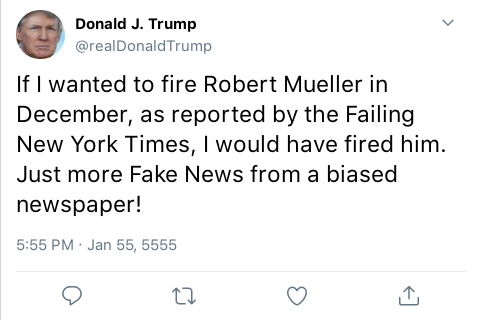 Donald J. Trump
@realDonaldTrump
If I wanted to fire Robert Mueller in
December, as reported by the Failing
New York Times, I would have fired him.
Just more Fake News from a biased
newspaper!
5:55 PM · Jan 55, 5555